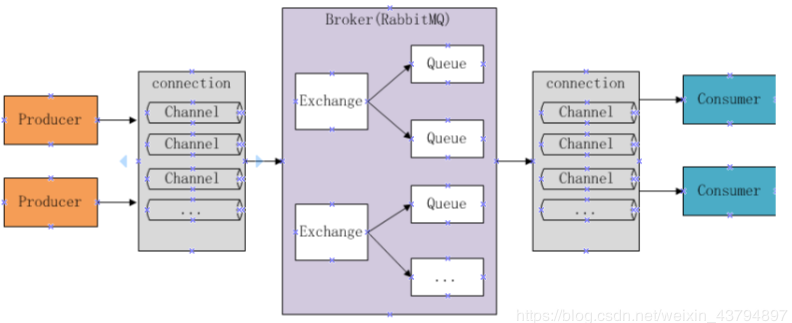 Broker(RabbitMQ)
Producer
Producer
connection
Channel
Channel
Channel
...
Exchange
Queue
Queue
Exchange
Queue
...
connection
Channel
Channel
Channel
...
Consumer
Consumer
https://blog.csdn.net/weixin_43794897